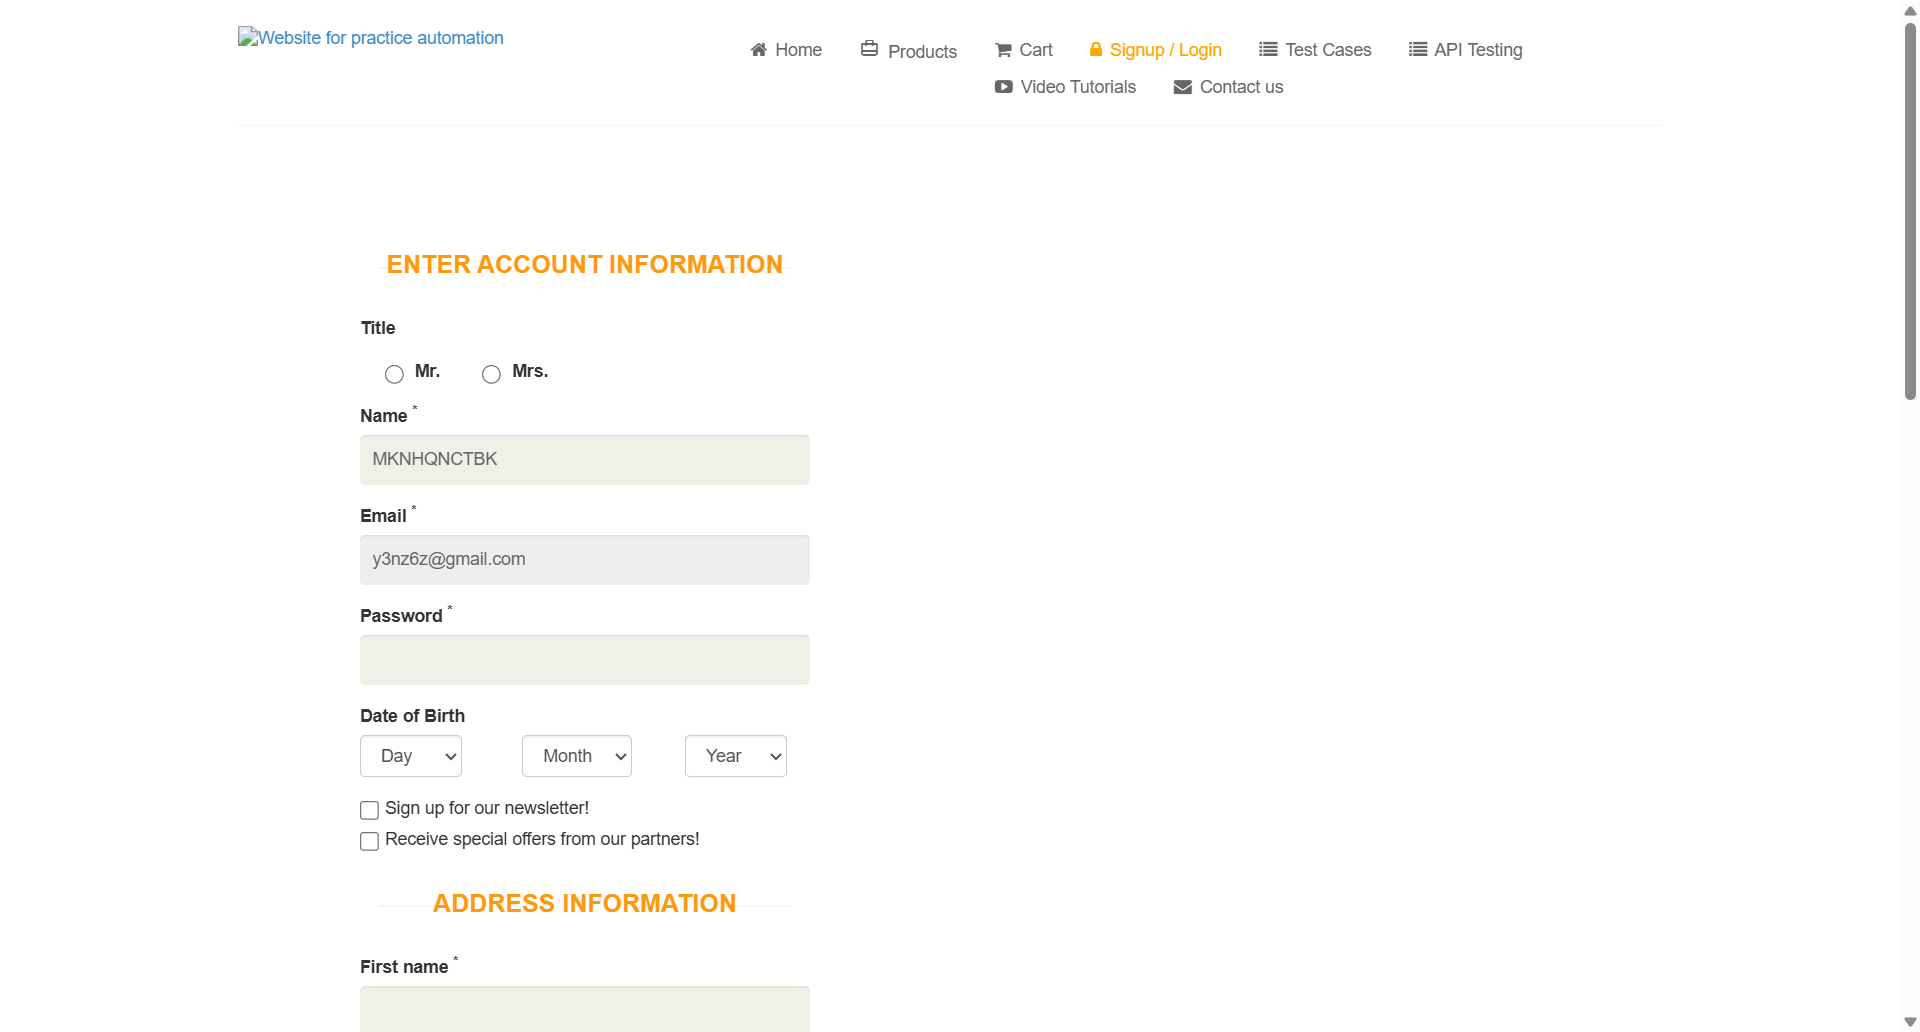 Website for practice automation
Home Products Cart Signup / Login Test Cases API Testing
Video Tutorials Contact us
ENTER ACCOUNT INFORMATION
Title
Mr. Mrs.
Name *
MKNHQNCTBK
Email *
y3nz6z@gmail.com
Password *
Date of Birth
Day Month Year
Sign up for our newsletter!
Receive special offers from our partners!
ADDRESS INFORMATION
First name *